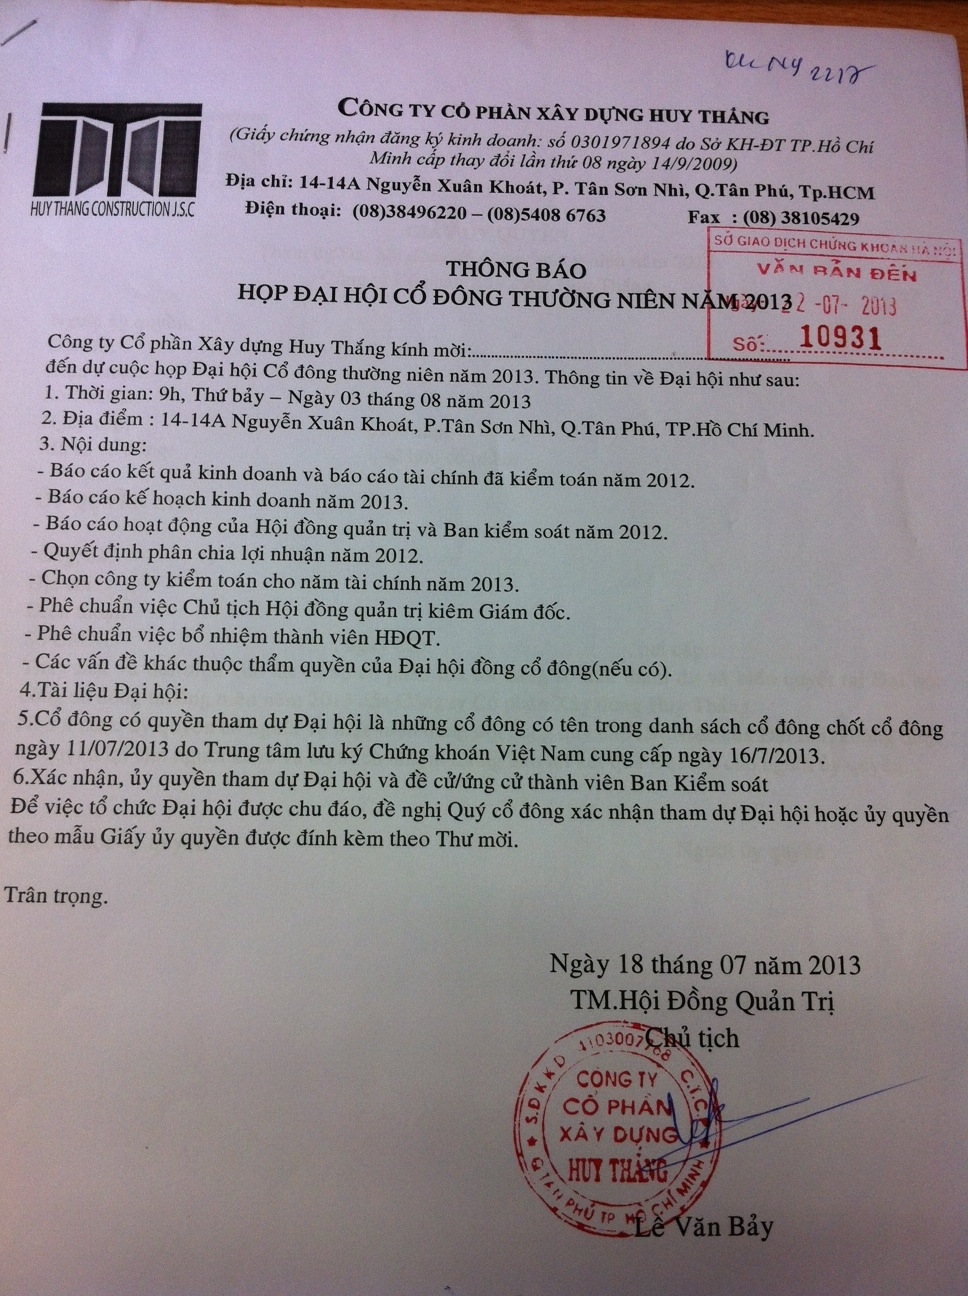 HUY THANG CONSTRUCTION J.S.C
CÔNG TY CỔ PHẦN XÂY DỰNG HUY THẮNG
(Giấy chứng nhận đăng ký kinh doanh: số 0301971894 do Sở KH-ĐT TP.Hồ Chí
Minh cấp thay đổi lần thứ 08 ngày 14/9/2009)
Địa chỉ: 14-14A Nguyễn Xuân Khoát, P. Tân Sơn Nhì, Q.Tân Phú, Tp.HCM
Điện thoại: (08)38496220 – (08)5408 6763 Fax : (08) 38105429
SỞ GIAO DỊCH CHỨNG KHOÁN HÀ NỘI
VĂN BẢN ĐẾN
Ngày 22 -07- 2013
Số: 10931
THÔNG BÁO
HỌP ĐẠI HỘI CỔ ĐÔNG THƯỜNG NIÊN NĂM 2013
Công ty Cổ phần Xây dựng Huy Thắng kính mời:..............................
đến dự cuộc họp Đại hội Cổ đông thường niên năm 2013. Thông tin về Đại hội như sau:
1. Thời gian: 9h, Thứ bảy – Ngày 03 tháng 08 năm 2013
2. Địa điểm : 14-14A Nguyễn Xuân Khoát, P.Tân Sơn Nhì, Q.Tân Phú, TP.Hồ Chí Minh.
3. Nội dung:
- Báo cáo kết quả kinh doanh và báo cáo tài chính đã kiểm toán năm 2012.
- Báo cáo kế hoạch kinh doanh năm 2013.
- Báo cáo hoạt động của Hội đồng quản trị và Ban kiểm soát năm 2012.
- Quyết định phân chia lợi nhuận năm 2012.
- Chọn công ty kiểm toán cho năm tài chính năm 2013.
- Phê chuẩn việc Chủ tịch Hội đồng quản trị kiêm Giám đốc.
- Phê chuẩn việc bổ nhiệm thành viên HĐQT.
- Các vấn đề khác thuộc thẩm quyền của Đại hội đồng cổ đông(nếu có).
4.Tài liệu Đại hội:
5.Cổ đông có quyền tham dự Đại hội là những cổ đông có tên trong danh sách cổ đông chốt cổ đông
ngày 11/07/2013 do Trung tâm lưu ký Chứng khoán Việt Nam cung cấp ngày 16/7/2013.
6.Xác nhận, ủy quyền tham dự Đại hội và đề cử/ứng cử thành viên Ban Kiểm soát
Để việc tổ chức Đại hội được chu đáo, đề nghị Quý cổ đông xác nhận tham dự Đại hội hoặc ủy quyền
theo mẫu Giấy ủy quyền được đính kèm theo Thư mời.
Trân trọng.
Ngày 18 tháng 07 năm 2013
TM.Hội Đồng Quản Trị
Chủ tịch
S.ĐKKD 4103007768 C.T.C.P
CÔNG TY
CỔ PHẦN
XÂY DỰNG
HUY THẮNG
Q TÂN PHÚ TP HỒ CHÍ MINH
Lê Văn Bảy